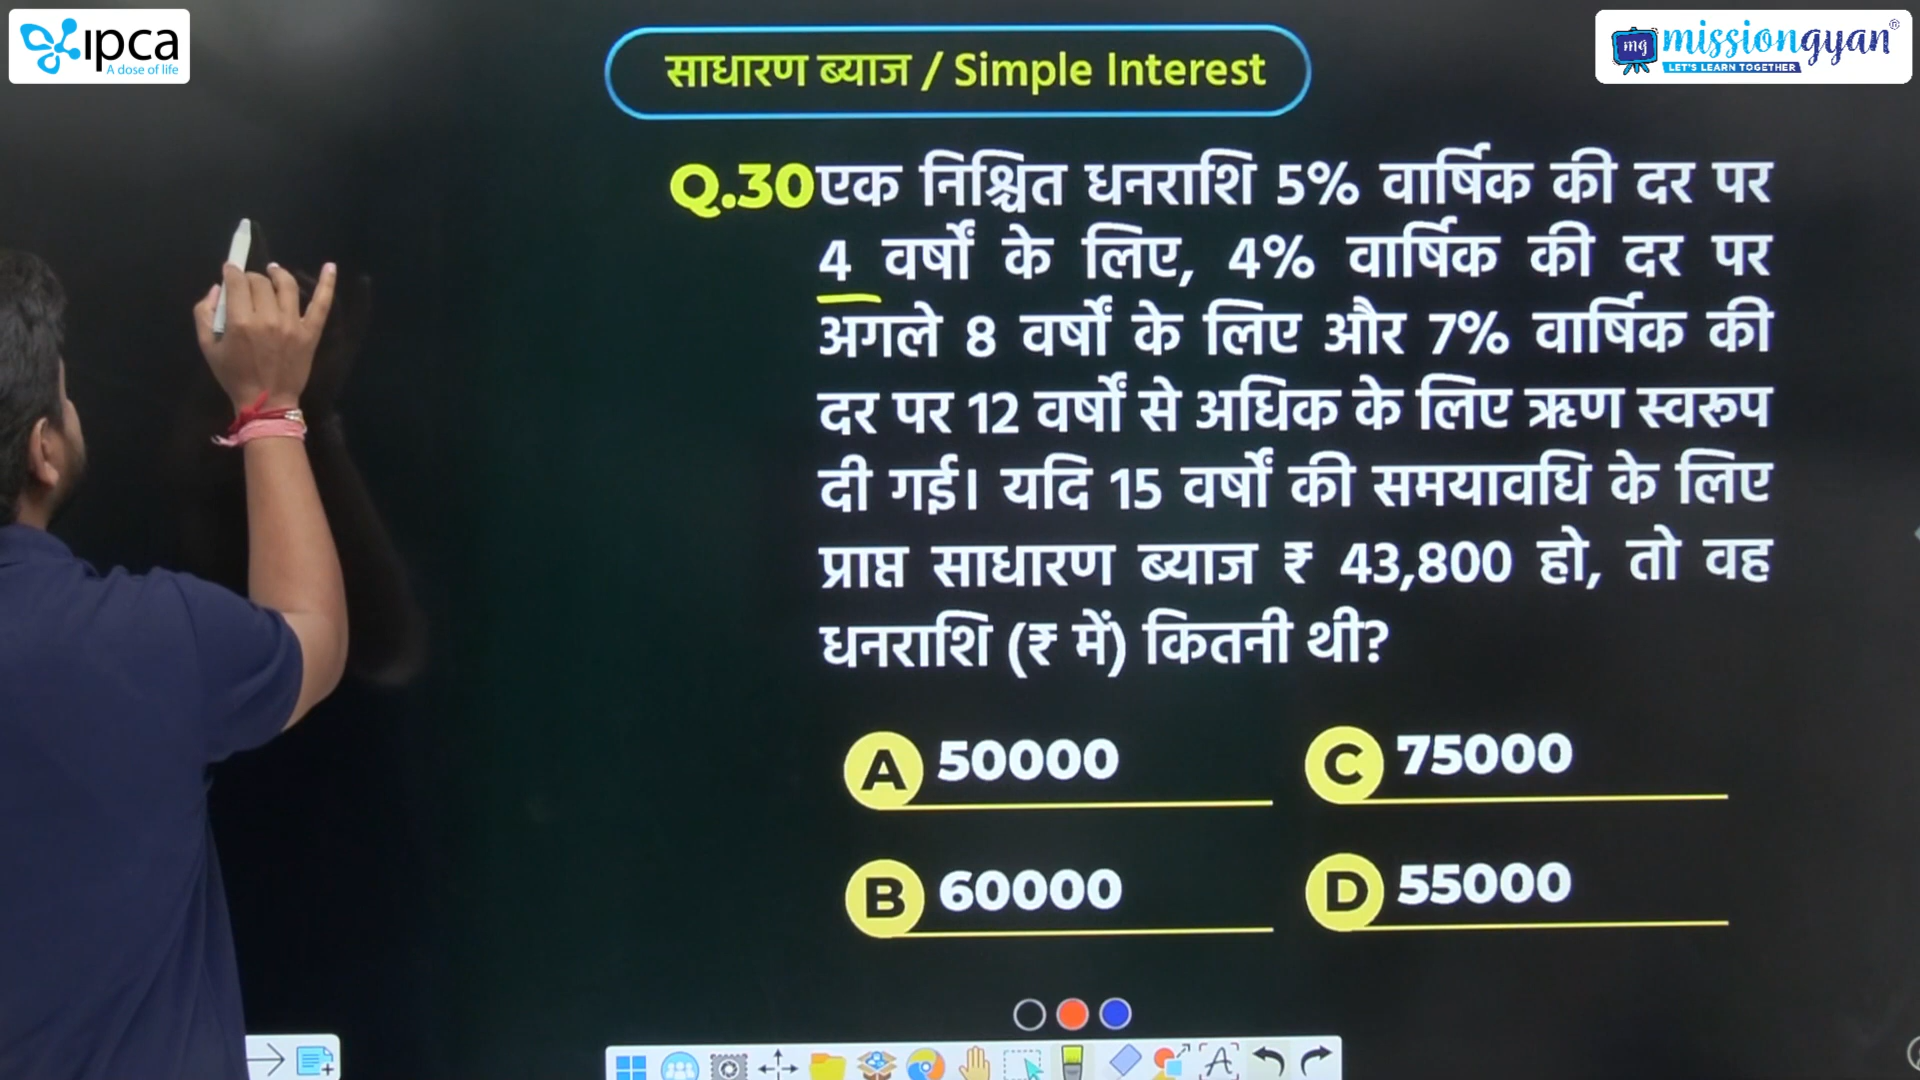 ipca
A dose of life
साधारण ब्याज / Simple Interest
mg missiongyan®
LET'S LEARN TOGETHER
Q.30 एक निश्चित धनराशि 5% वार्षिक की दर पर
4 वर्षों के लिए, 4% वार्षिक की दर पर
अगले 8 वर्षों के लिए और 7% वार्षिक की
दर पर 12 वर्षों से अधिक के लिए ऋण स्वरूप
दी गई। यदि 15 वर्षों की समयावधि के लिए
प्राप्त साधारण ब्याज ₹ 43,800 हो, तो वह
धनराशि (₹ में) कितनी थी?
A 50000
C 75000
B 60000
D 55000